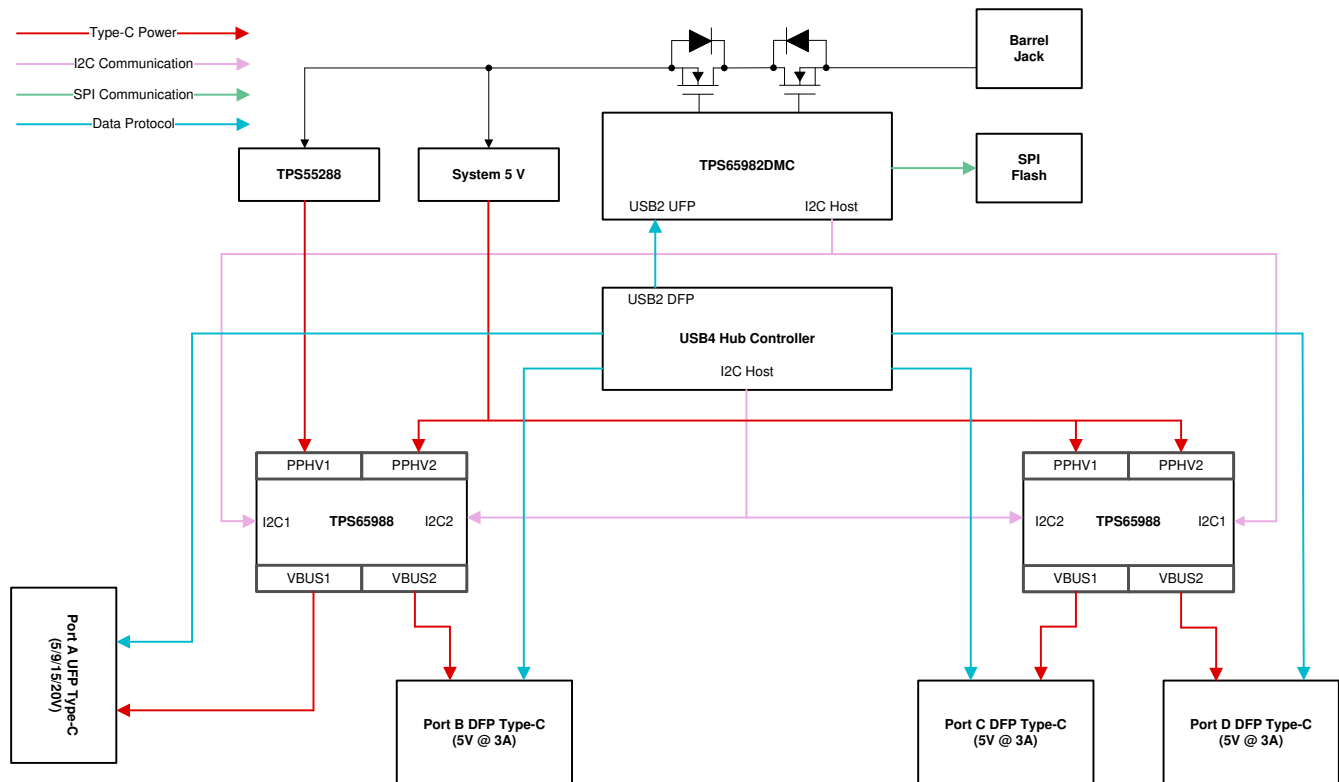 Type-C Power
I2C Communication
SPI Communication
Data Protocol
Barrel
Jack
TPS55288
System 5 V
TPS65982DMC
USB2 UFP
I2C Host
SPI
Flash
USB2 DFP
USB4 Hub Controller
I2C Host
PPHV1
PPHV2
I2C1
TPS65988
I2C2
VBUS1
VBUS2
PPHV1
PPHV2
I2C2
TPS65988
I2C1
VBUS1
VBUS2
Port A UFP Type-C
(5/9/15/20V)
Port B DFP Type-C
(5V @ 3A)
Port C DFP Type-C
(5V @ 3A)
Port D DFP Type-C
(5V @ 3A)